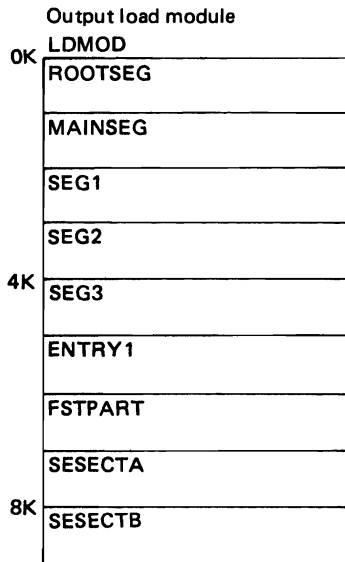 Output load module
LDMOD
0K
ROOTSEG
MAINSEG
SEG1
SEG2
4K
SEG3
ENTRY1
FSTPART
SESECTA
8K
SESECTB